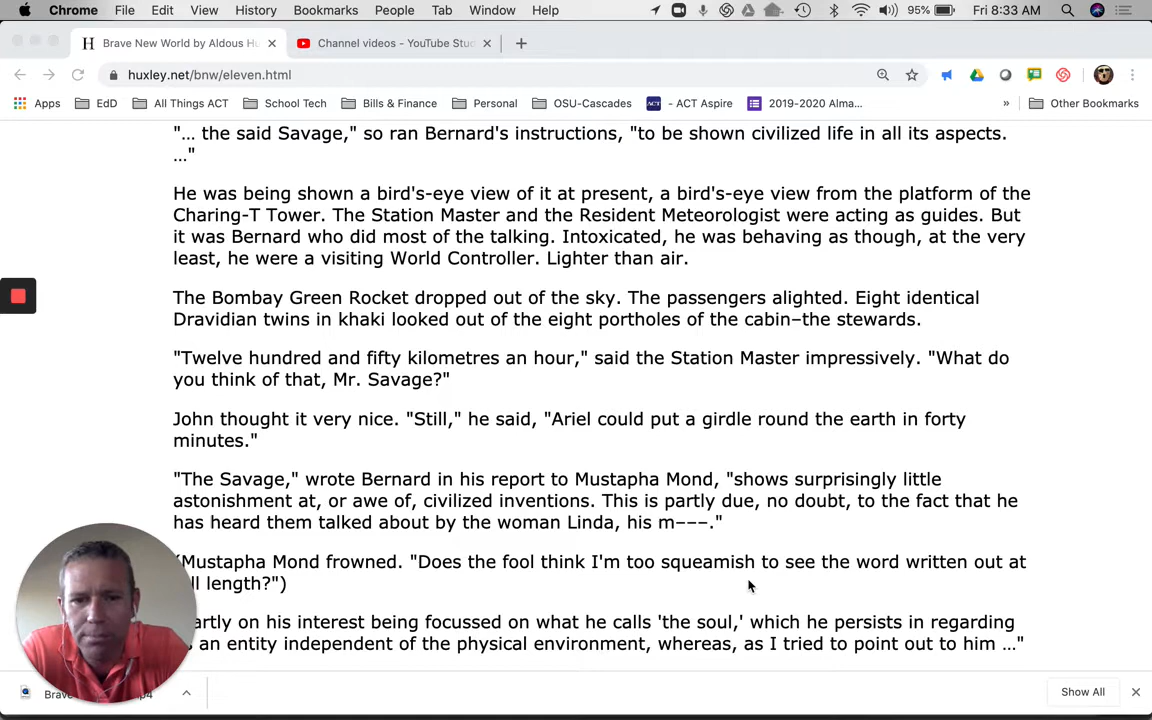 Chrome File Edit View History Bookmarks People Tab Window Help 95% Fri 8:33 AM
H Brave New World by Aldous Hu Channel videos - YouTube Stud
huxley.net/bnw/eleven.html
Apps EdD All Things ACT School Tech Bills & Finance Personal OSU-Cascades ACT - ACT Aspire 2019-2020 Alma... » Other Bookmarks
"... the said Savage," so ran Bernard's instructions, "to be shown civilized life in all its aspects.
..."
He was being shown a bird's-eye view of it at present, a bird's-eye view from the platform of the
Charing-T Tower. The Station Master and the Resident Meteorologist were acting as guides. But
it was Bernard who did most of the talking. Intoxicated, he was behaving as though, at the very
least, he were a visiting World Controller. Lighter than air.
The Bombay Green Rocket dropped out of the sky. The passengers alighted. Eight identical
Dravidian twins in khaki looked out of the eight portholes of the cabin–the stewards.
"Twelve hundred and fifty kilometres an hour," said the Station Master impressively. "What do
you think of that, Mr. Savage?"
John thought it very nice. "Still," he said, "Ariel could put a girdle round the earth in forty
minutes."
"The Savage," wrote Bernard in his report to Mustapha Mond, "shows surprisingly little
astonishment at, or awe of, civilized inventions. This is partly due, no doubt, to the fact that he
has heard them talked about by the woman Linda, his m–––."
(Mustapha Mond frowned. "Does the fool think I'm too squeamish to see the word written out at
ll length?")
artly on his interest being focussed on what he calls 'the soul,' which he persists in regarding
an entity independent of the physical environment, whereas, as I tried to point out to him ..."
Brav p4 Show All